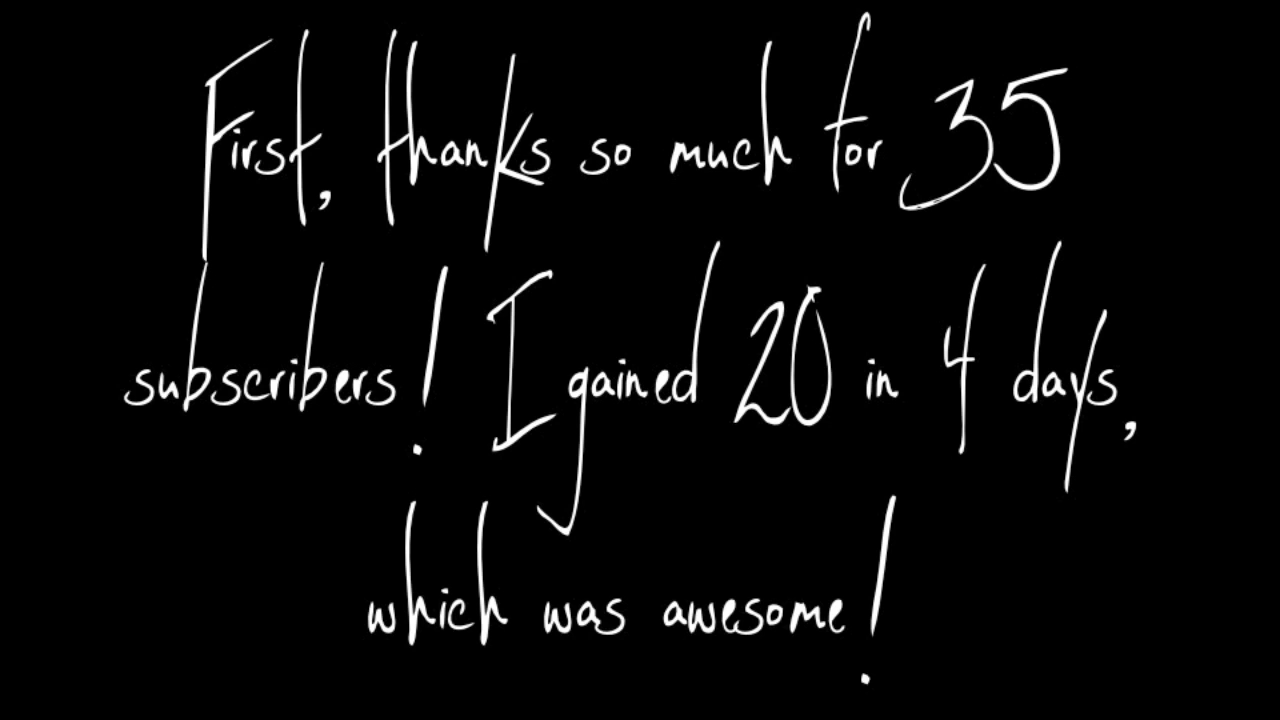 First, thanks so much for 35
subscribers! I gained 20 in 4 days,
which was awesome!